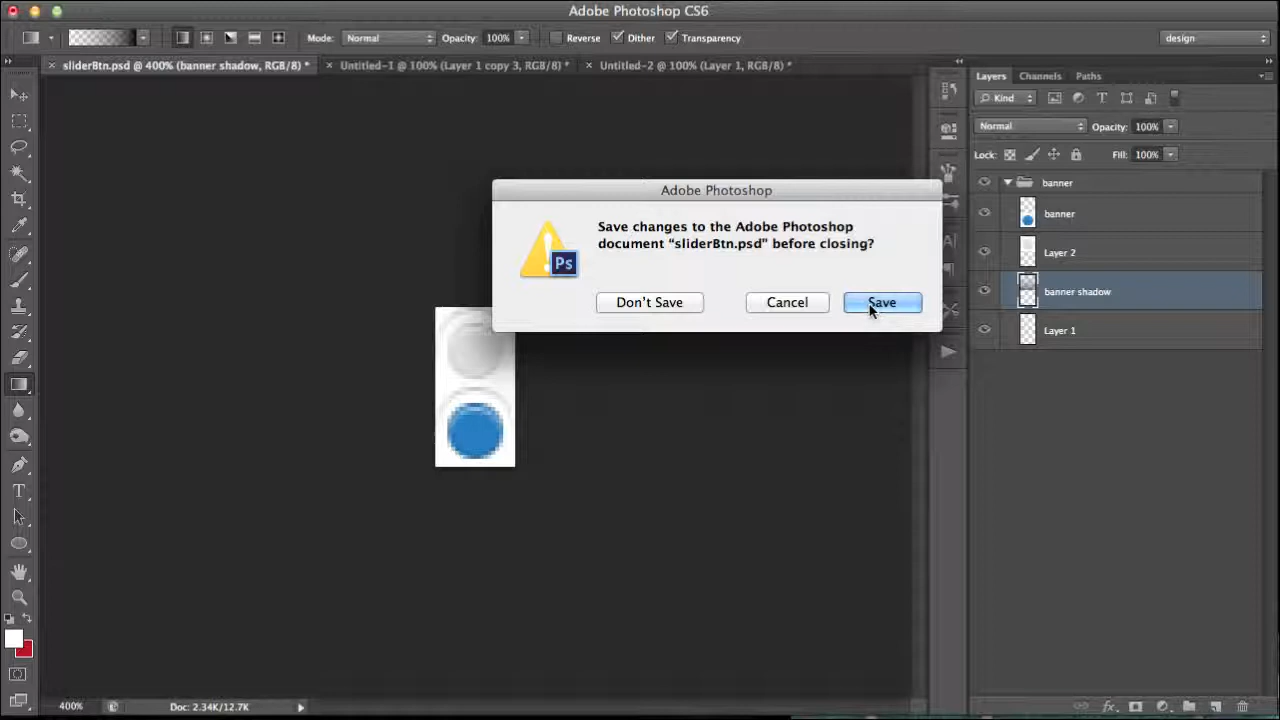 Adobe Photoshop CS6
Mode: Normal Opacity: 100% Reverse Dither Transparency design
sliderBtn.psd @ 400% (banner shadow, RGB/8) * Untitled-1 @ 100% (Layer 1 copy 3, RGB/8) * Untitled-2 @ 100% (Layer 1, RGB/8) *
Layers Channels Paths
Kind
Normal Opacity: 100%
Lock: Fill: 100%
banner
banner
Layer 2
banner shadow
Layer 1
Adobe Photoshop
Save changes to the Adobe Photoshop
document “sliderBtn.psd” before closing?
Ps
Don't Save Cancel Save
400% Doc: 2.34K/12.7K